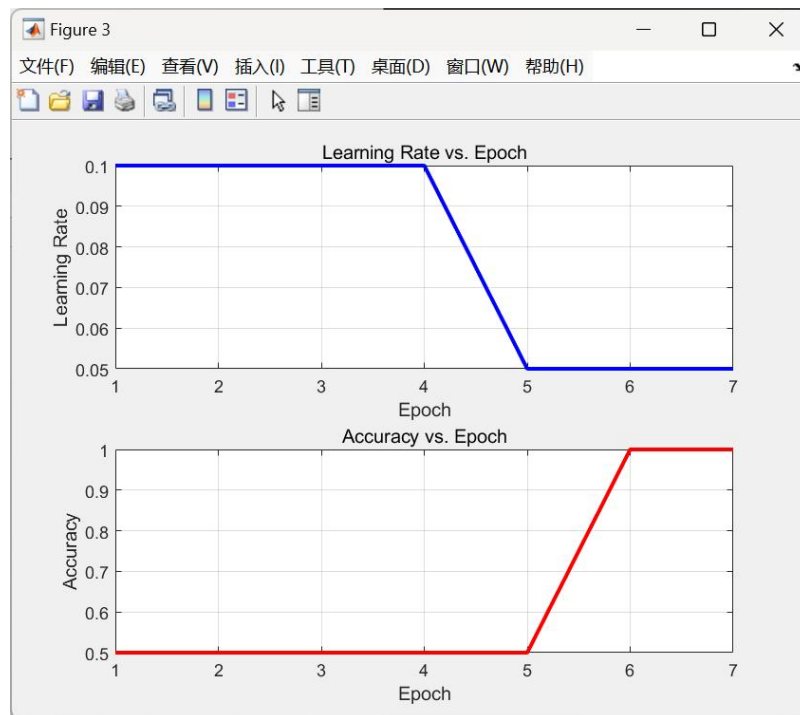 Figure 3
文件(F) 编辑(E) 查看(V) 插入(I) 工具(T) 桌面(D) 窗口(W) 帮助(H)
Learning Rate vs. Epoch
0.1
0.09
0.08
0.07
0.06
0.05
Learning Rate
1 2 3 4 5 6 7
Epoch
Accuracy vs. Epoch
1
0.9
0.8
0.7
0.6
0.5
Accuracy
1 2 3 4 5 6 7
Epoch